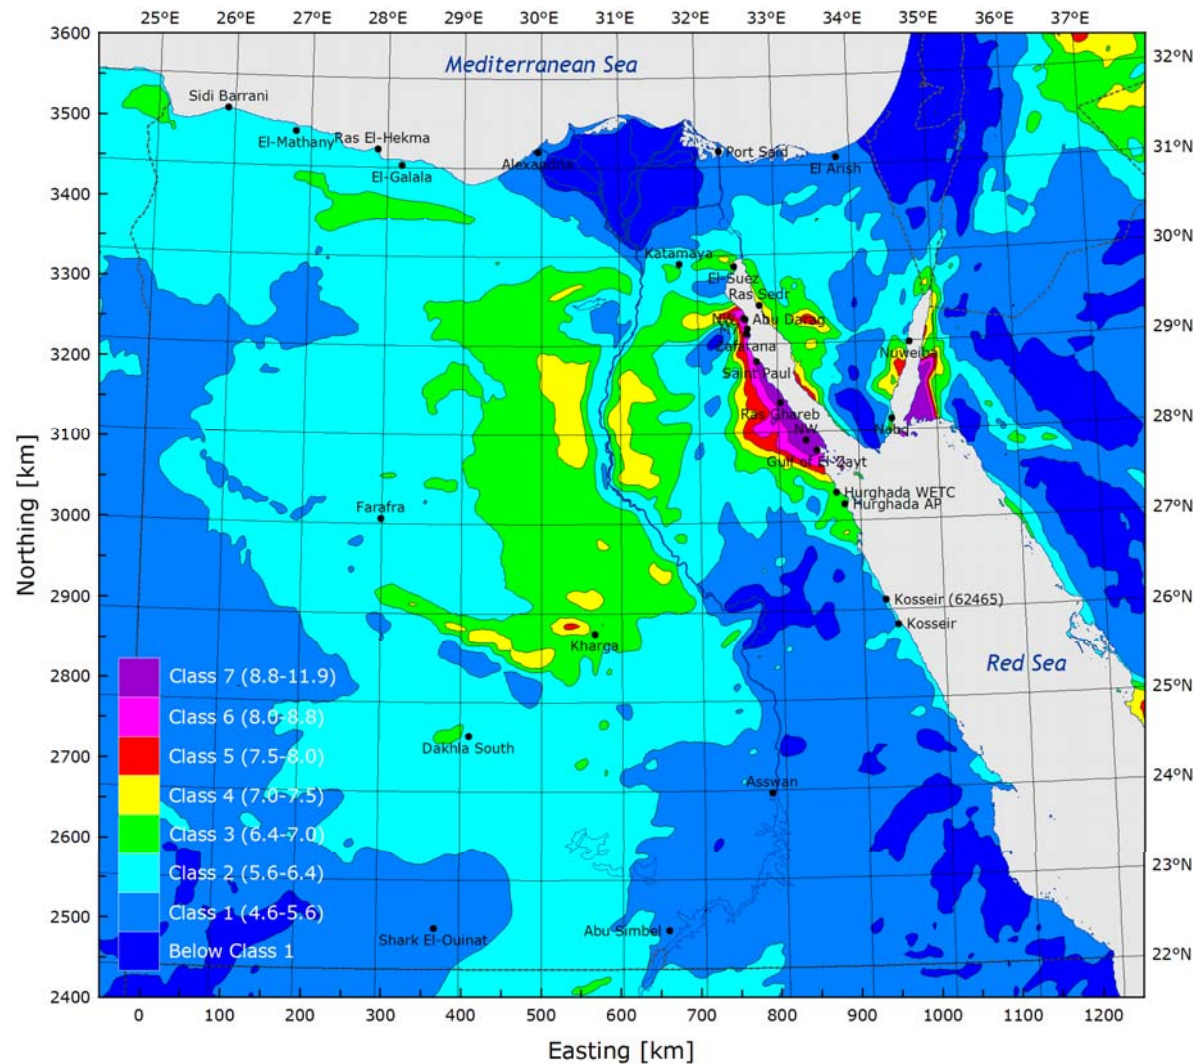 25°E 26°E 27°E 28°E 29°E 30°E 31°E 32°E 33°E 34°E 35°E 36°E 37°E
3600
Mediterranean Sea
32°N
Sidi Barrani
3500
El-Mathany
Ras El-Hekma
El-Galala
Alexandria
Port Said
El Arish
31°N
3400
30°N
Katamaya
3300
El-Suez
Ras Sedr
NW
Abu Darag
29°N
Zafarana
Nuweiba
3200
Saint Paul
Ras Ghareb
28°N
Nabq
NW
3100
Gulf of El-Zayt
Hurghada WETC
Hurghada AP
27°N
Farafra
3000
Northing [km]
2900
Kosseir (62465)
26°N
Kosseir
Kharga
Red Sea
2800
25°N
Class 7 (8.8-11.9)
Class 6 (8.0-8.8)
Class 5 (7.5-8.0)
Class 4 (7.0-7.5)
Class 3 (6.4-7.0)
Class 2 (5.6-6.4)
Class 1 (4.6-5.6)
Below Class 1
Dakhla South
2700
24°N
Asswan
2600
23°N
2500
Shark El-Ouinat
Abu Simbel
22°N
2400
0 100 200 300 400 500 600 700 800 900 1000 1100 1200
Easting [km]